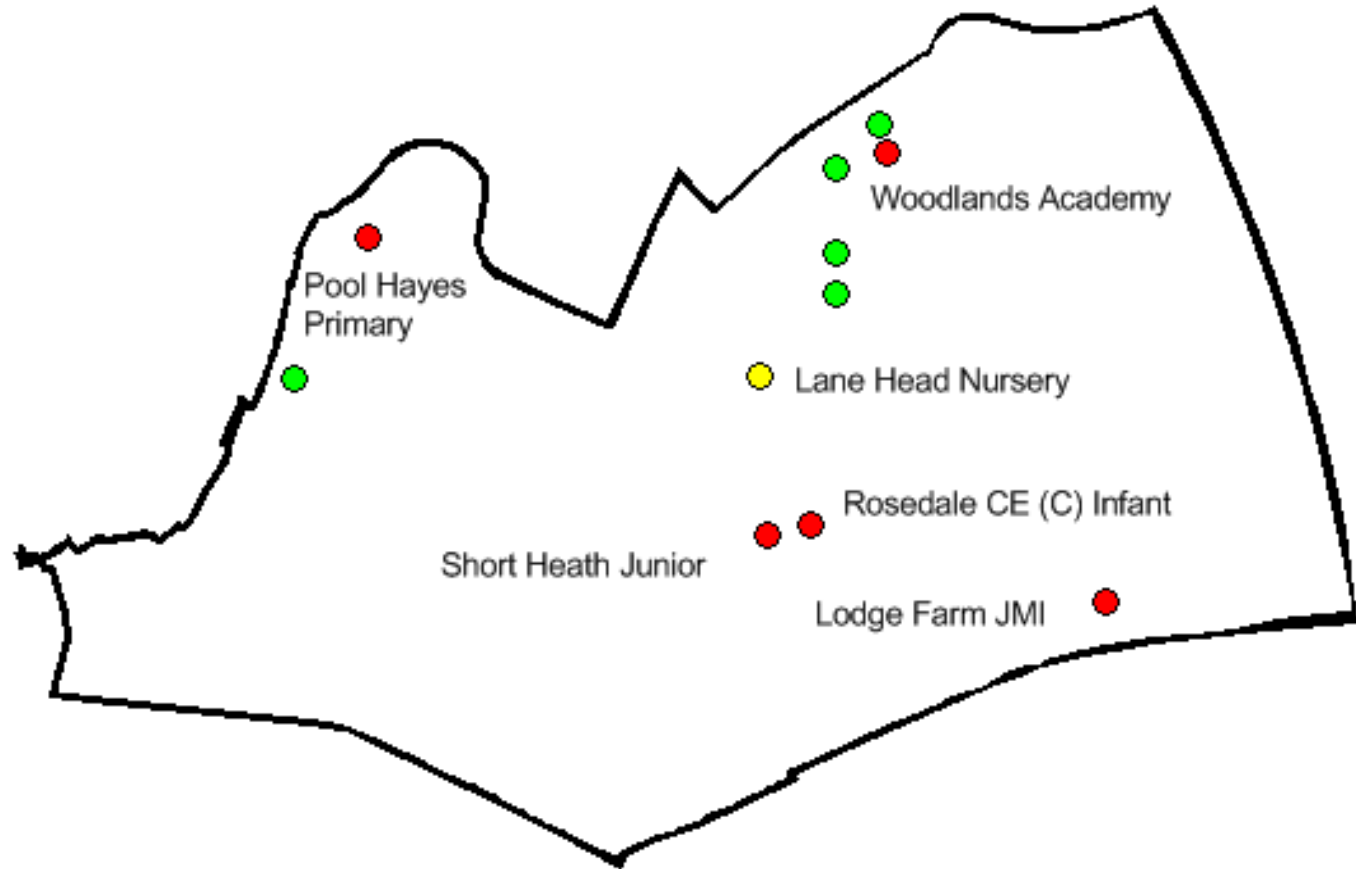 Woodlands Academy
Pool Hayes
Primary
Lane Head Nursery
Rosedale CE (C) Infant
Short Heath Junior
Lodge Farm JMI